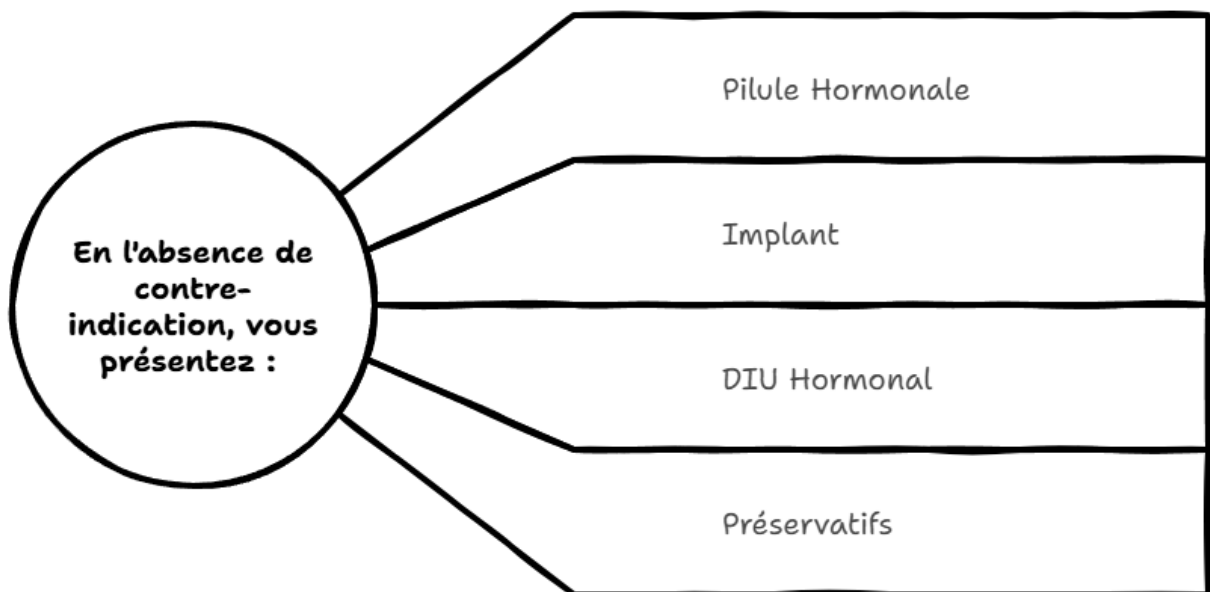 En l'absence de
contre-
indication, vous
présentez :
Pilule Hormonale
Implant
DIU Hormonal
Préservatifs